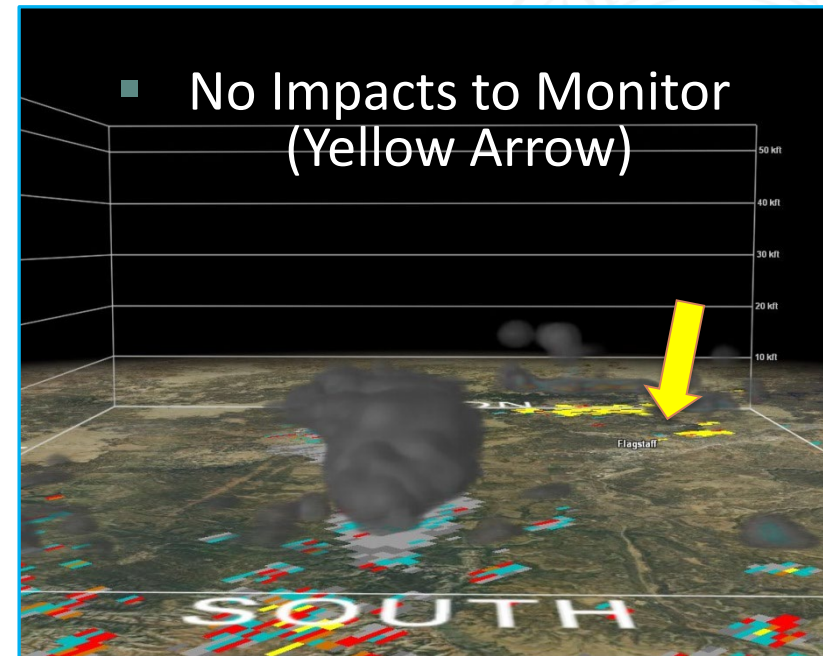 No Impacts to Monitor
(Yellow Arrow)
50 kft
40 kft
30 kft
20 kft
10 kft
Flagstaff
SOUTH